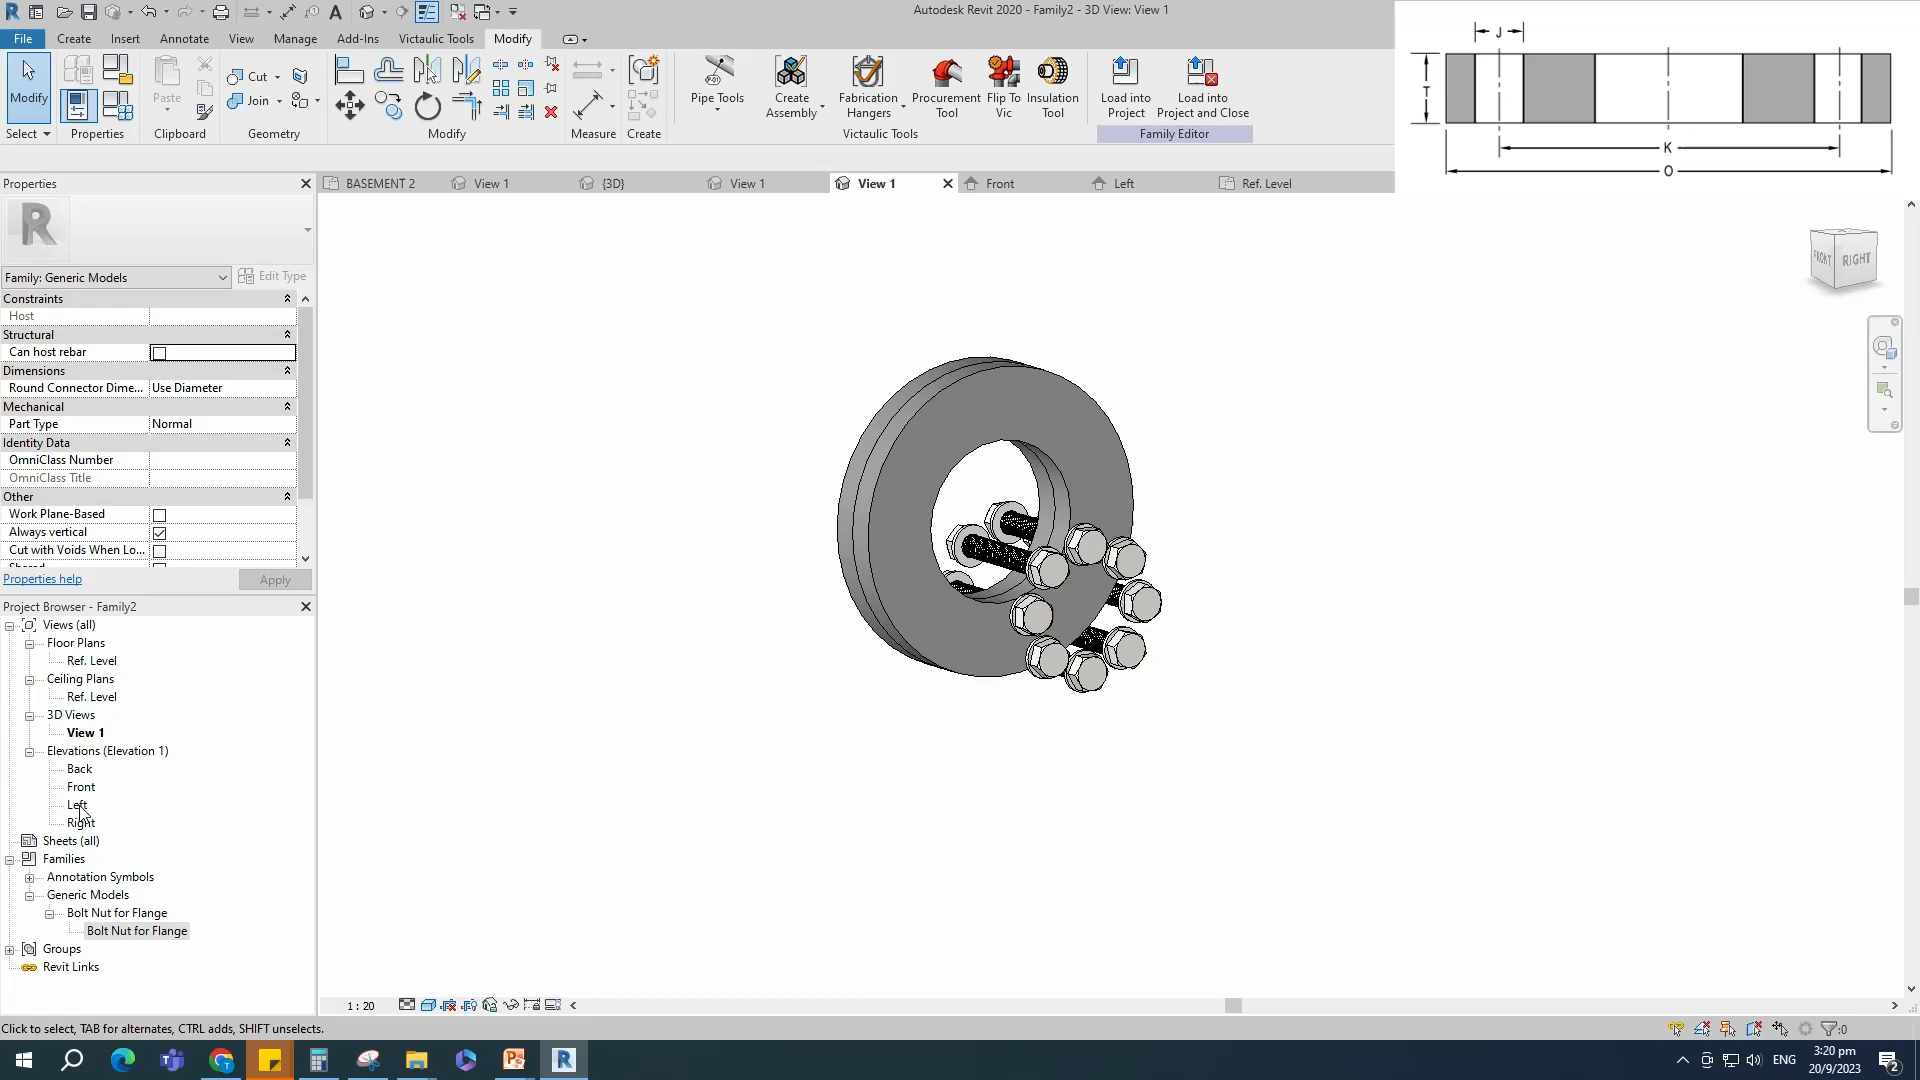 Autodesk Revit 2020 - Family2 - 3D View: View 1
File Create Insert Annotate View Manage Add-Ins Victaulic Tools Modify
Modify
Paste
Cut
Join
Pipe Tools
Create Assembly
Fabrication Hangers
Procurement Tool
Flip To Vic
Insulation Tool
Load into Project
Load into Project and Close
Select Properties Clipboard Geometry Modify Measure Create Victaulic Tools Family Editor
J
T
K
O
Properties
BASEMENT 2 View 1 {3D} View 1 View 1 Front Left Ref. Level
R
Family: Generic Models Edit Type
Constraints
Host
Structural
Can host rebar
Dimensions
Round Connector Dime... Use Diameter
Mechanical
Part Type Normal
Identity Data
OmniClass Number
OmniClass Title
Other
Work Plane-Based
Always vertical
Cut with Voids When Lo...
Shared
Properties help Apply
FRONT RIGHT
Project Browser - Family2
Views (all)
Floor Plans
Ref. Level
Ceiling Plans
Ref. Level
3D Views
View 1
Elevations (Elevation 1)
Back
Front
Left
Right
Sheets (all)
Families
Annotation Symbols
Generic Models
Bolt Nut for Flange
Bolt Nut for Flange
Groups
Revit Links
1 : 20
Click to select, TAB for alternates, CTRL adds, SHIFT unselects.
:0
ENG
3:20 pm
20/9/2023
2